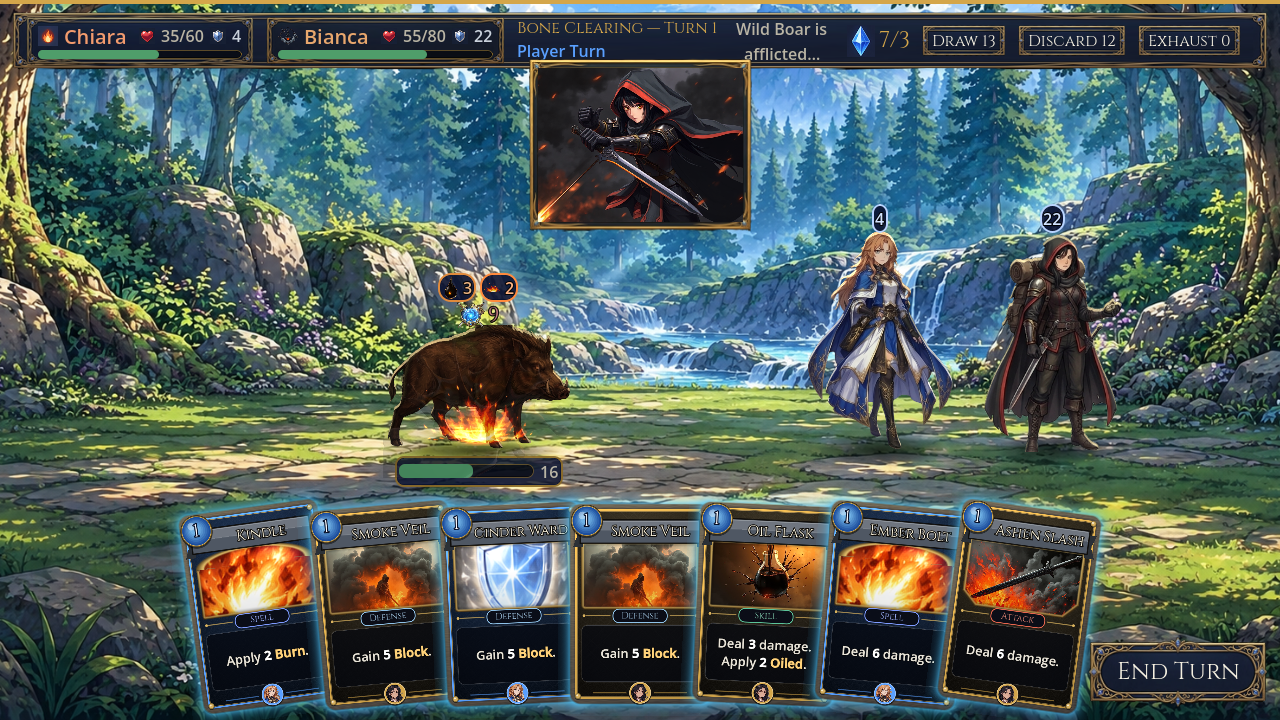 Chiara 35/60 4
Bianca 55/80 22
Bone Clearing — Turn 1
Player Turn
Wild Boar is
afflicted...
7/3
Draw 13
Discard 12
Exhaust 0
4
22
3 2
9
16
1 Kindle
Spell
Apply 2 Burn.
1 Smoke Veil
Defense
Gain 5 Block.
1 Cinder Ward
Defense
Gain 5 Block.
1 Smoke Veil
Defense
Gain 5 Block.
1 Oil Flask
Skill
Deal 3 damage.
Apply 2 Oiled.
1 Ember Bolt
Spell
Deal 6 damage.
1 Ashen Slash
Attack
Deal 6 damage.
End Turn